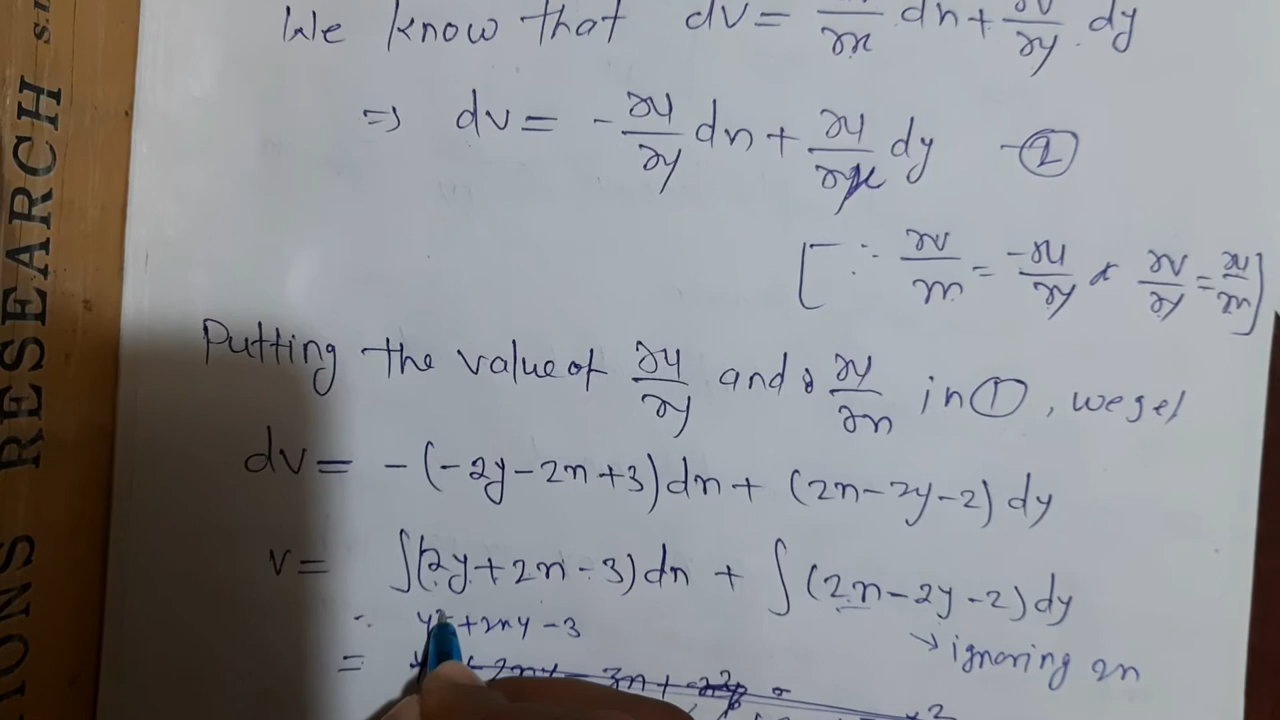 IONS RESEARCH S.D
We know that dv = /∂x dx + ∂v/∂y . dy
⇒ dv = - ∂u/∂y dx + ∂u/∂x dy - ①
[ ∵ ∂v/∂x = -∂u/∂y & ∂v/∂y = ∂u/∂x ]
Putting the value of ∂u/∂y and ∂u/∂x in ①, we get
dv = - (-2y - 2x + 3) dx + (2x - 2y - 2) dy
v = ∫(2y + 2x - 3) dx + ∫(2x - 2y - 2) dy
∴ y² + 2xy - 3
→ ignoring 2x
=